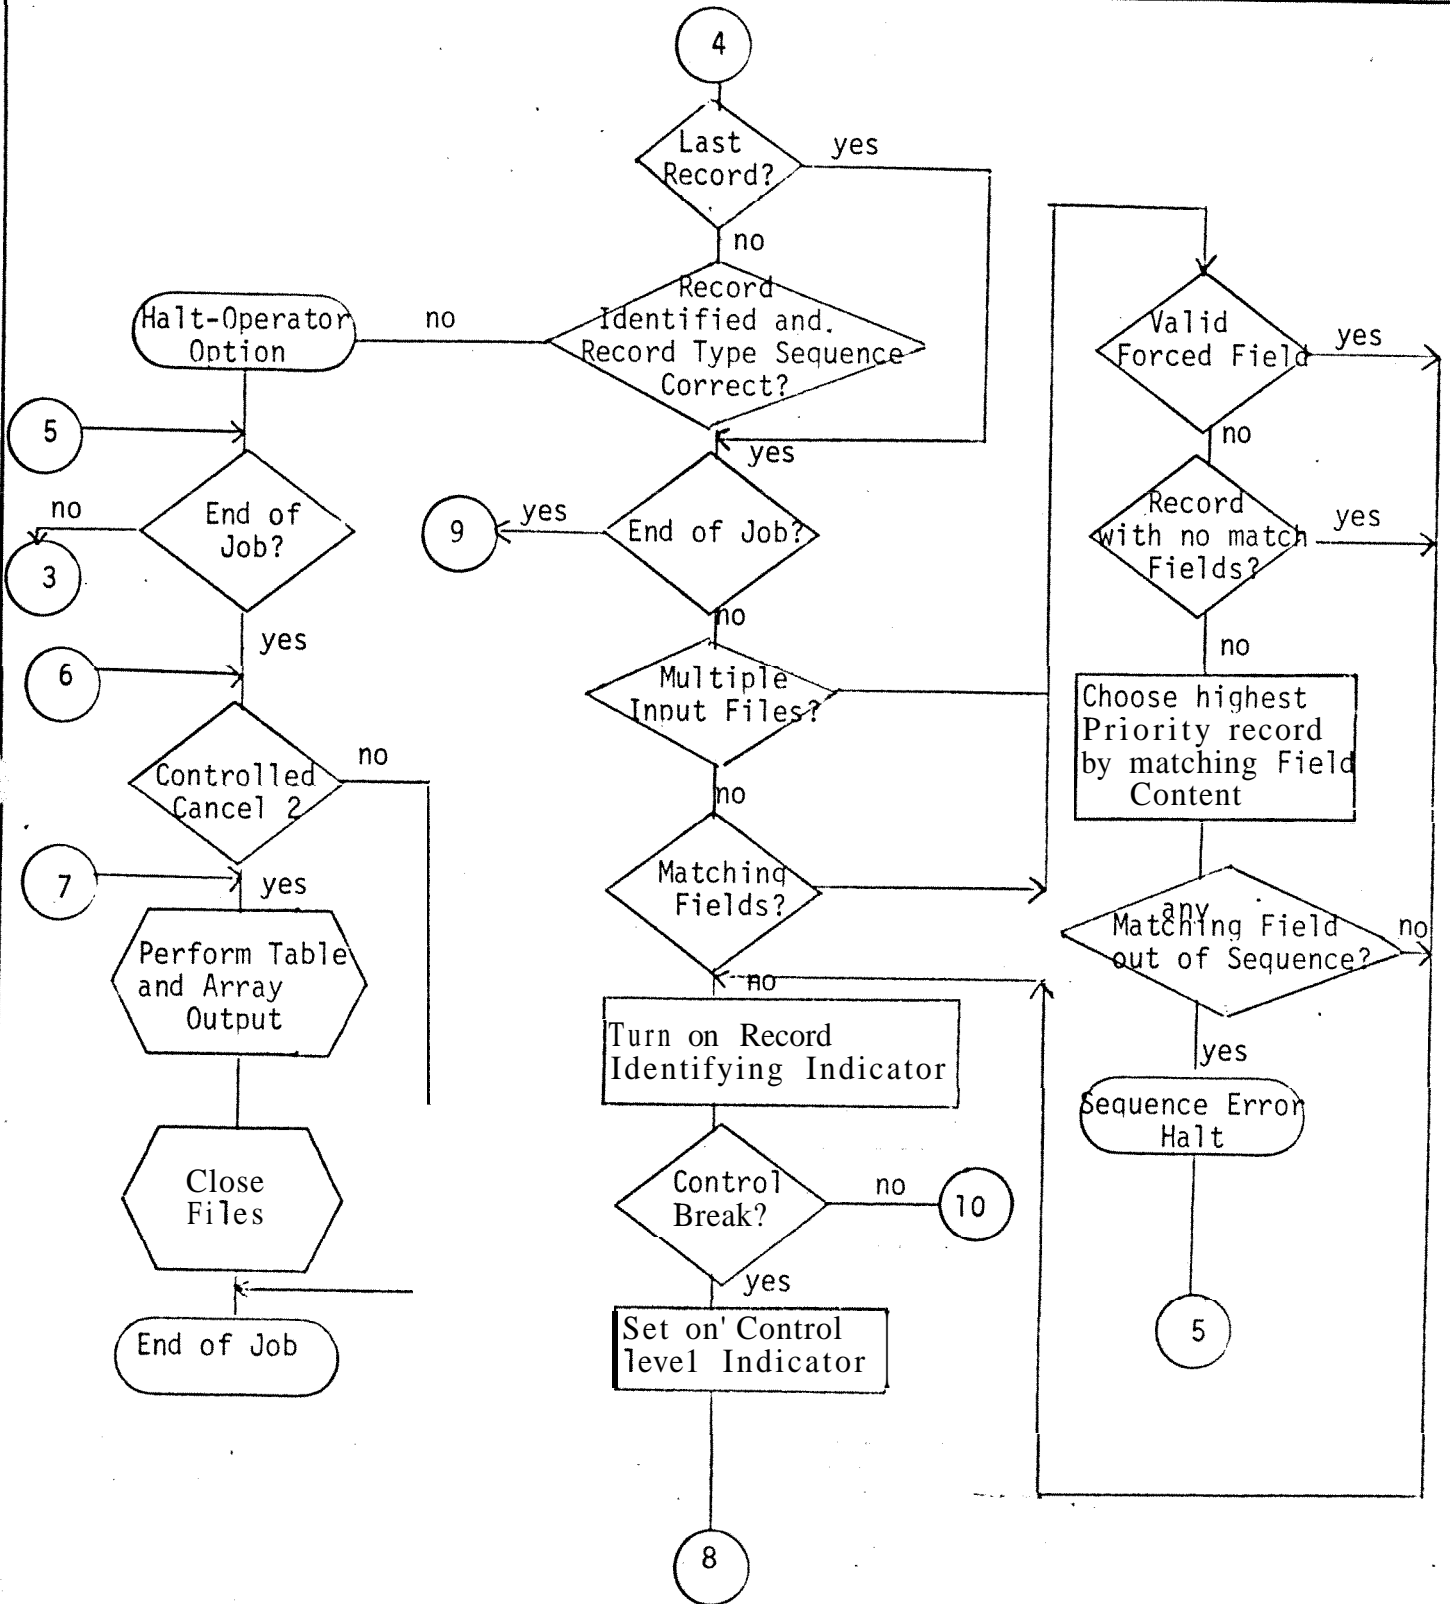 4
Last
Record?
yes
no
Record
Identified and.
Record Type Sequence
Correct?
no
Halt-Operator
Option
5
End of
Job?
no
3
yes
6
Controlled
Cancel 2
no
7
yes
Perform Table
and Array
Output
Close
Files
End of Job
yes
End of Job?
yes
9
no
Multiple
Input Files?
no
Matching
Fields?
no
Turn on Record
Identifying Indicator
Control
Break?
no
10
yes
Set on' Control
level Indicator
8
Valid
Forced Field
yes
no
Record
with no match
Fields?
yes
no
Choose highest
Priority record
by matching Field
Content
any
Matching Field
out of Sequence?
no
yes
Sequence Error
Halt
5